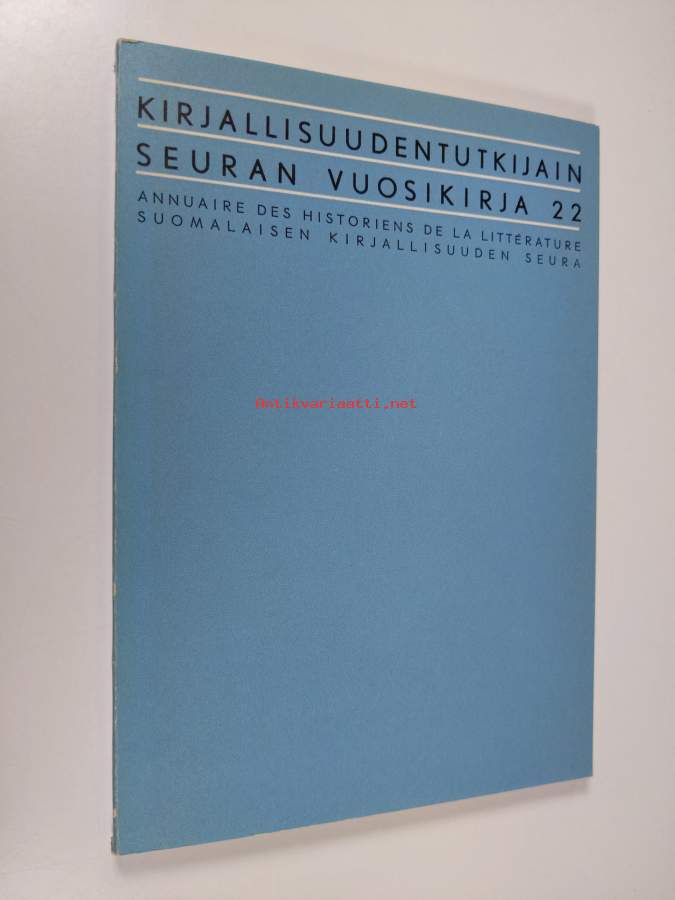 KIRJALLISUUDENTUTKIJAIN
SEURAN VUOSIKIRJA 22
ANNUAIRE DES HISTORIENS DE LA LITTÉRATURE
SUOMALAISEN KIRJALLISUUDEN SEURA
Antikvariaatti.net